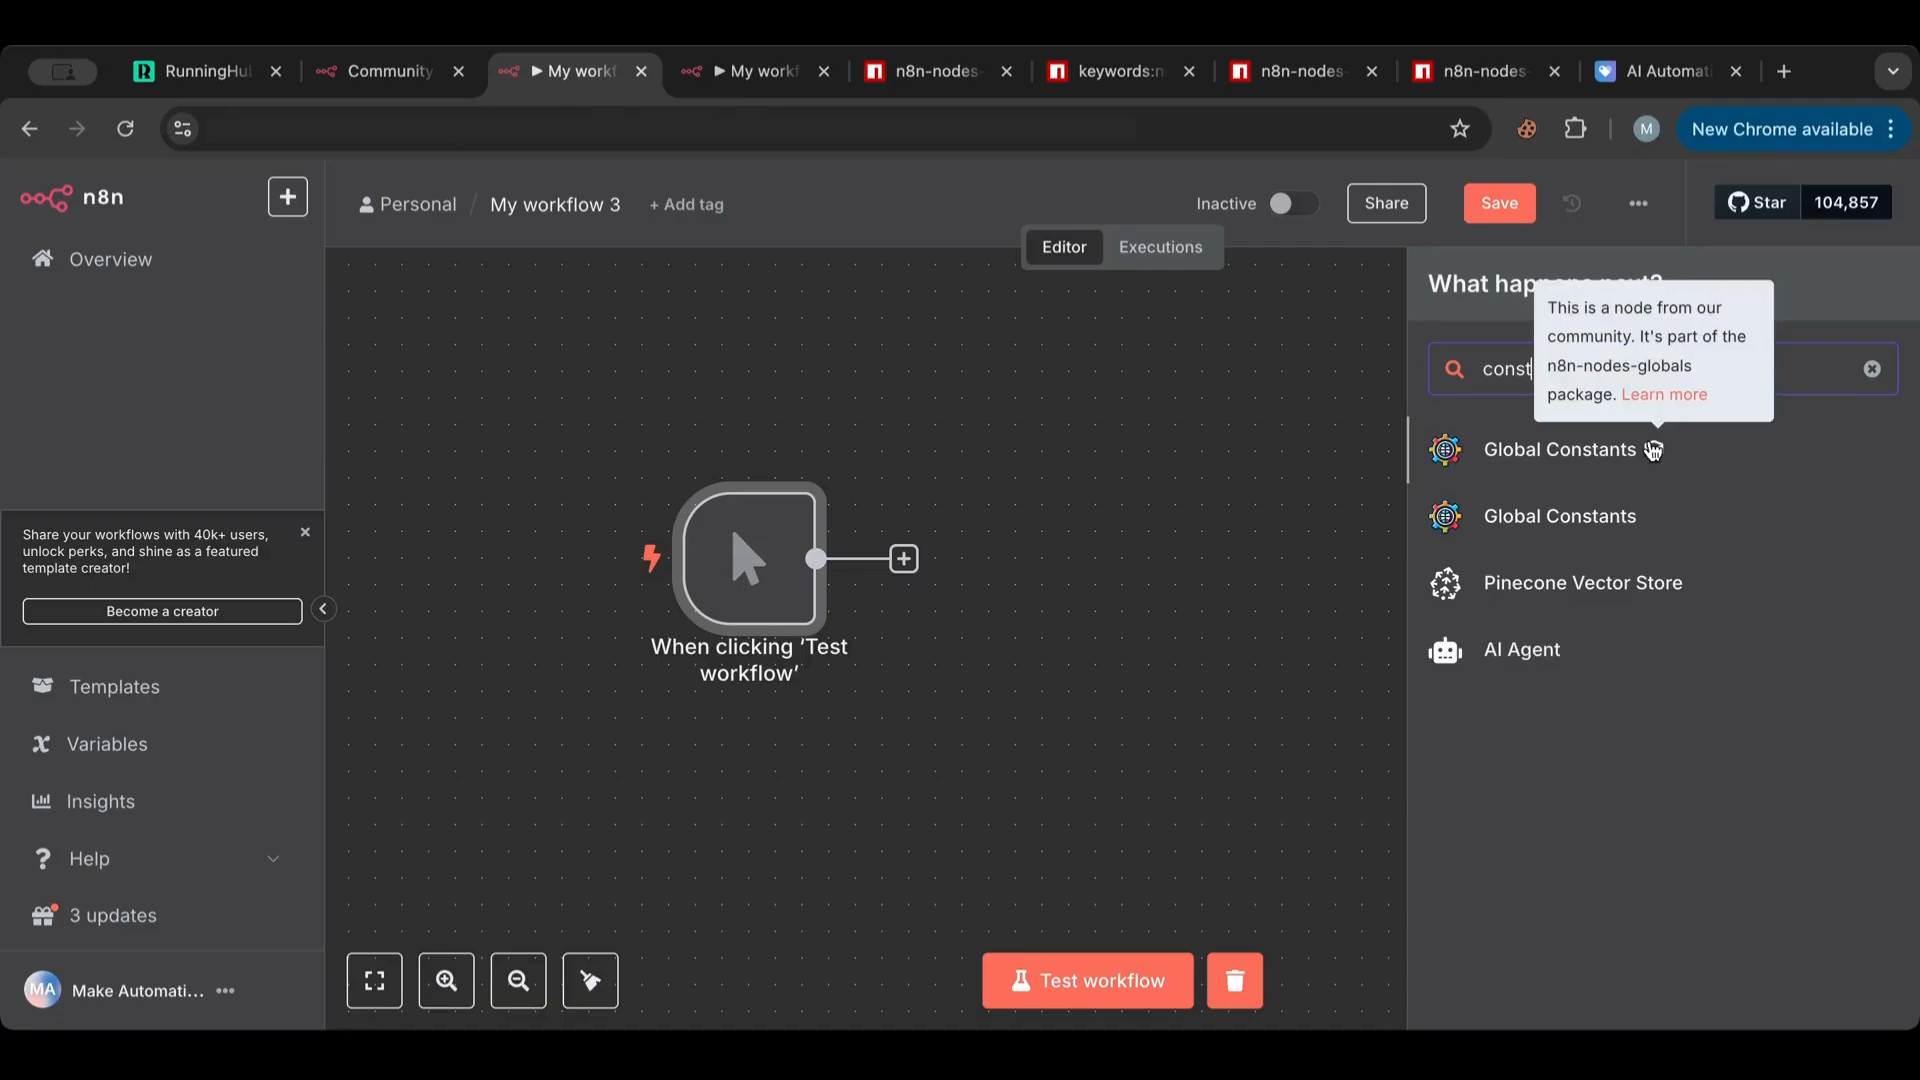 RunningHu
Community
▶ My workf
▶ My workf
n8n-nodes-
keywords:n
n8n-nodes-
n8n-nodes-
AI Automat
M
New Chrome available
n8n
Personal / My workflow 3
+ Add tag
Inactive
Share
Save
Star
104,857
Overview
Editor
Executions
This is a node from our
community. It's part of the
n8n-nodes-globals
package. Learn more
const
Global Constants
Global Constants
Pinecone Vector Store
AI Agent
When clicking ‘Test
workflow’
Share your workflows with 40k+ users,
unlock perks, and shine as a featured
template creator!
Become a creator
Templates
Variables
Insights
Help
3 updates
MA
Make Automati...
Test workflow